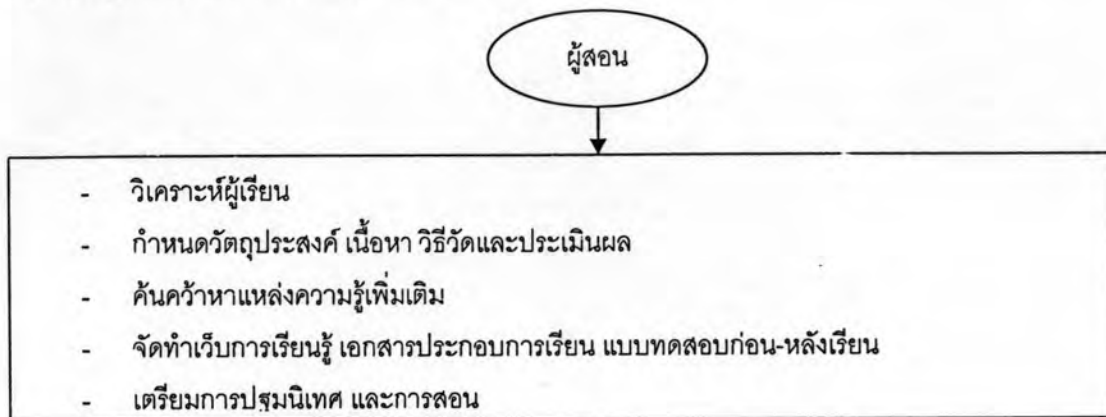 ผู้สอน
- วิเคราะห์ผู้เรียน
- กำหนดวัตถุประสงค์ เนื้อหา วิธีวัดและประเมินผล
- ค้นคว้าหาแหล่งความรู้เพิ่มเติม
- จัดทำเว็บการเรียนรู้ เอกสารประกอบการเรียน แบบทดสอบก่อน-หลังเรียน
- เตรียมการปฐมนิเทศ และการสอน